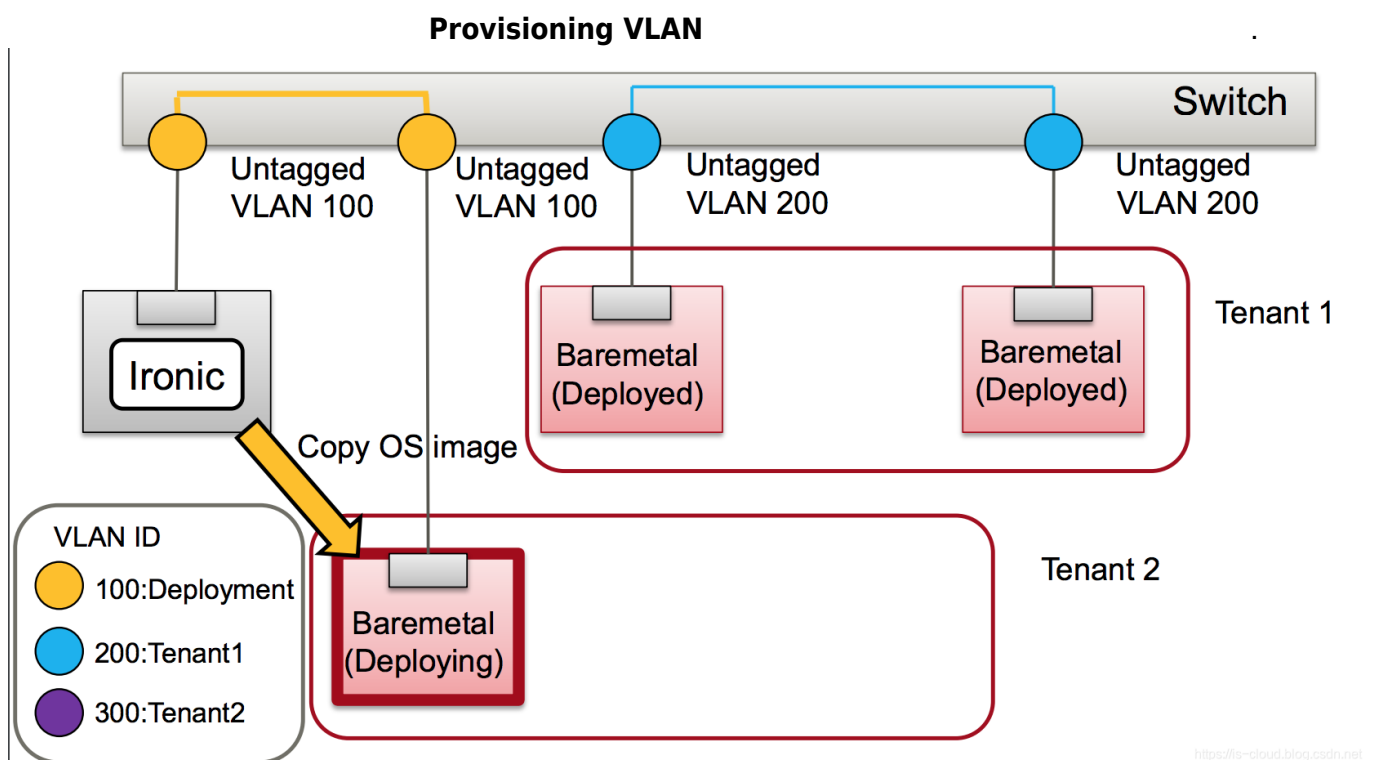 Provisioning VLAN .
Switch
Untagged
VLAN 100
Untagged
VLAN 100
Untagged
VLAN 200
Untagged
VLAN 200
Ironic
Baremetal
(Deployed)
Baremetal
(Deployed)
Tenant 1
Copy OS image
VLAN ID
100:Deployment
200:Tenant1
300:Tenant2
Baremetal
(Deploying)
Tenant 2
https://is-cloud.blog.csdn.net